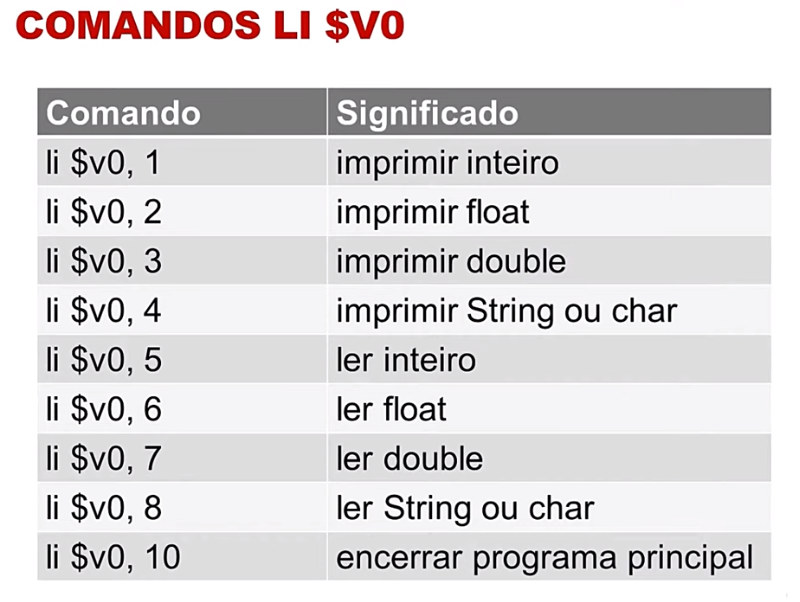 COMANDOS LI $V0
Comando Significado
li $v0, 1 imprimir inteiro
li $v0, 2 imprimir float
li $v0, 3 imprimir double
li $v0, 4 imprimir String ou char
li $v0, 5 ler inteiro
li $v0, 6 ler float
li $v0, 7 ler double
li $v0, 8 ler String ou char
li $v0, 10 encerrar programa principal